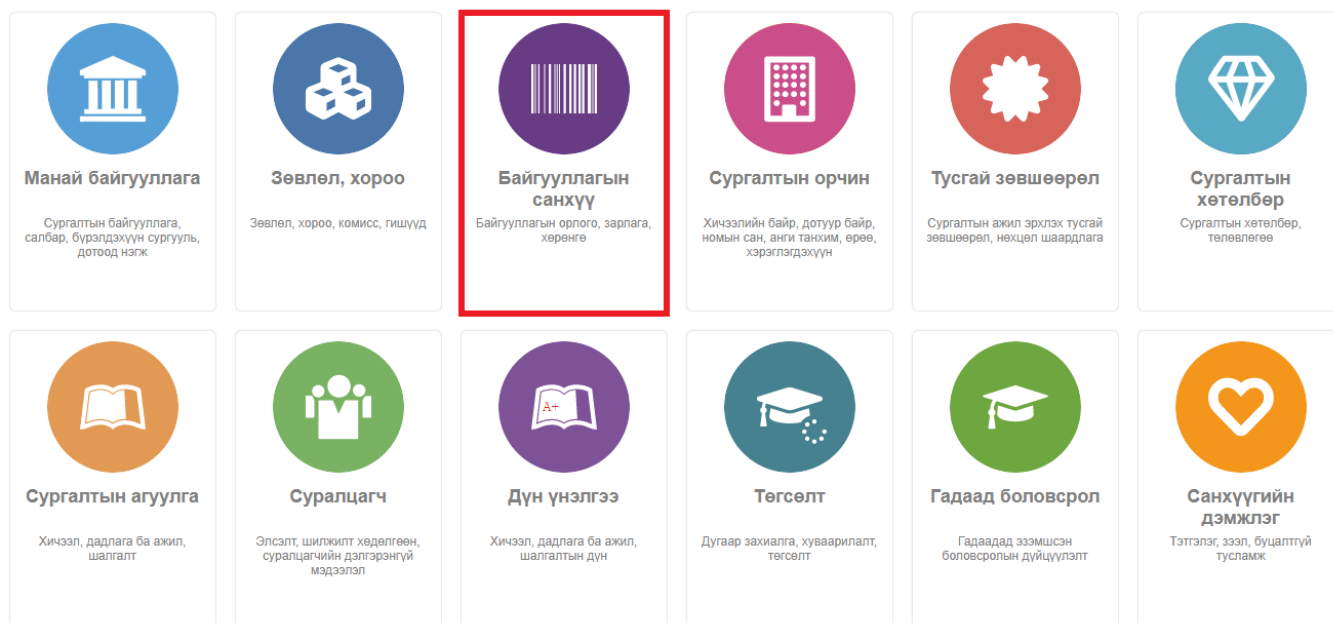 Манай байгууллага
Сургалтын байгууллага,
салбар, бүрэлдэхүүн сургууль,
дотоод нэгж
Зөвлөл, хороо
Зөвлөл, хороо, комисс, гишүүд
Байгууллагын
санхүү
Байгууллагын орлого, зарлага,
хөрөнгө
Сургалтын орчин
Хичээлийн байр, дотуур байр,
номын сан, анги танхим, өрөө,
хэрэглэгдэхүүн
Тусгай зөвшөөрөл
Сургалтын ажил эрхлэх тусгай
зөвшөөрөл, нөхцөл шаардлага
Сургалтын
хөтөлбөр
Сургалтын хөтөлбөр,
төлөвлөгөө
Сургалтын агуулга
Хичээл, дадлага ба ажил,
шалгалт
Суралцагч
Элсэлт, шилжилт хөдөлгөөн,
суралцагчийн дэлгэрэнгүй
мэдээлэл
A+
Дүн үнэлгээ
Хичээл, дадлага ба ажил,
шалгалтын дүн
Төгсөлт
Дугаар захиалга, хуваарилалт,
төгсөлт
Гадаад боловсрол
Гадаадад эзэмшсэн
боловсролын дүйцүүлэлт
Санхүүгийн
дэмжлэг
Тэтгэлэг, зээл, буцалтгүй
тусламж